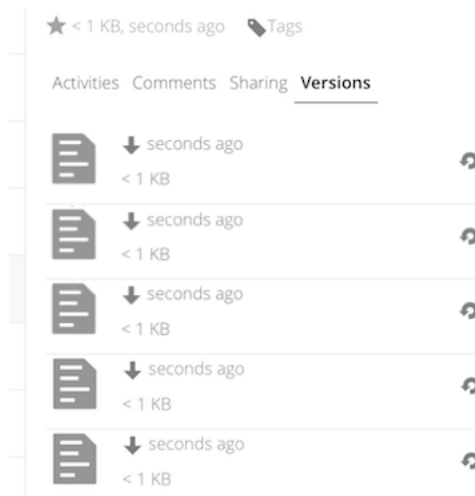 < 1 KB, seconds ago Tags
Activities Comments Sharing Versions
seconds ago
< 1 KB
seconds ago
< 1 KB
seconds ago
< 1 KB
seconds ago
< 1 KB
seconds ago
< 1 KB